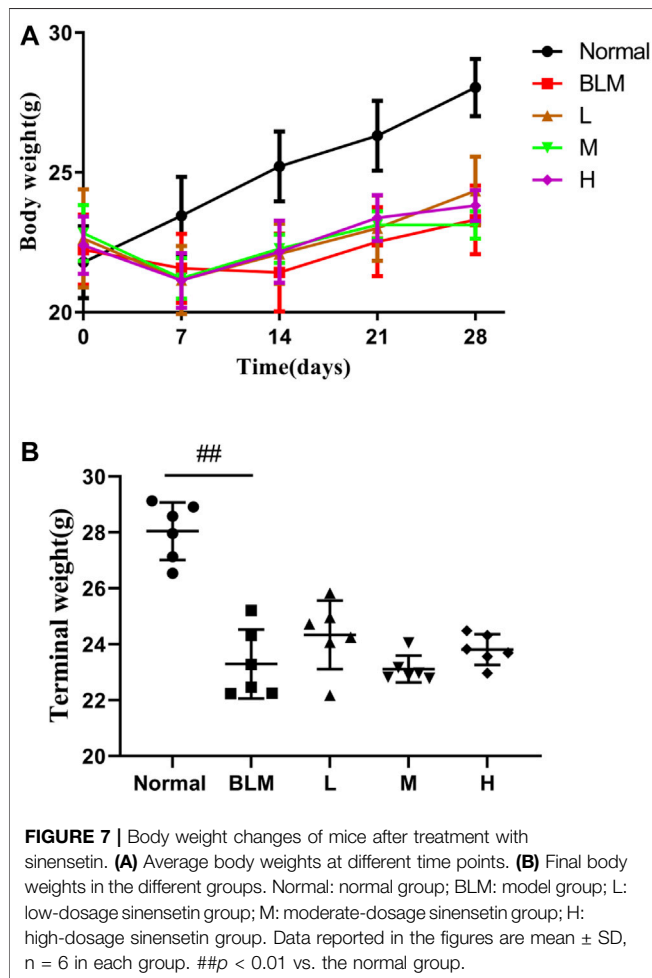 A
30
25
20
Body weight(g)
0 7 14 21 28
Time(days)
Normal
BLM
L
M
H
B
##
30
28
26
24
22
20
Terminal weight(g)
Normal BLM L M H
FIGURE 7 | Body weight changes of mice after treatment with
sinensetin. (A) Average body weights at different time points. (B) Final body
weights in the different groups. Normal: normal group; BLM: model group; L:
low-dosage sinensetin group; M: moderate-dosage sinensetin group; H:
high-dosage sinensetin group. Data reported in the figures are mean ± SD,
n = 6 in each group. ##p < 0.01 vs. the normal group.